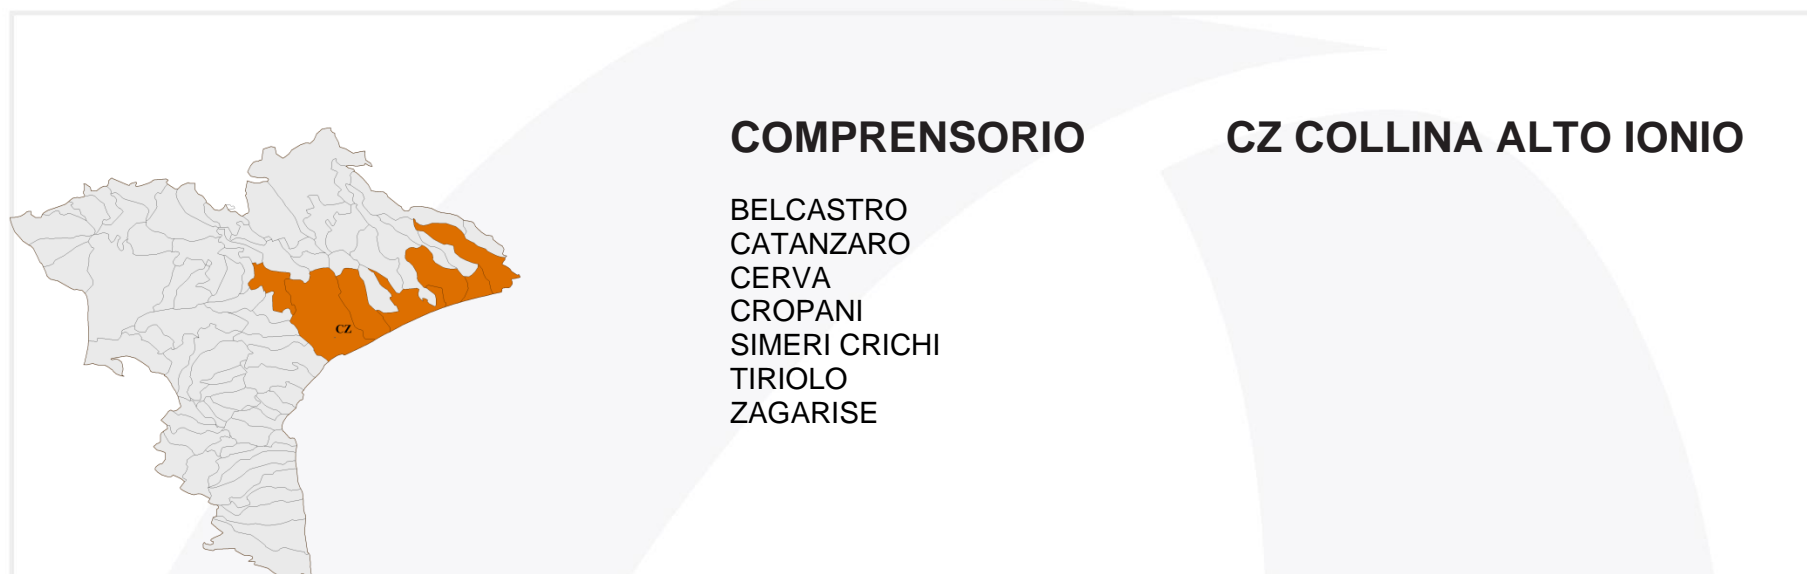 COMPRENSORIO CZ COLLINA ALTO IONIO
BELCASTRO
CATANZARO
CERVA
CROPANI
SIMERI CRICHI
TIRIOLO
ZAGARISE
CZ